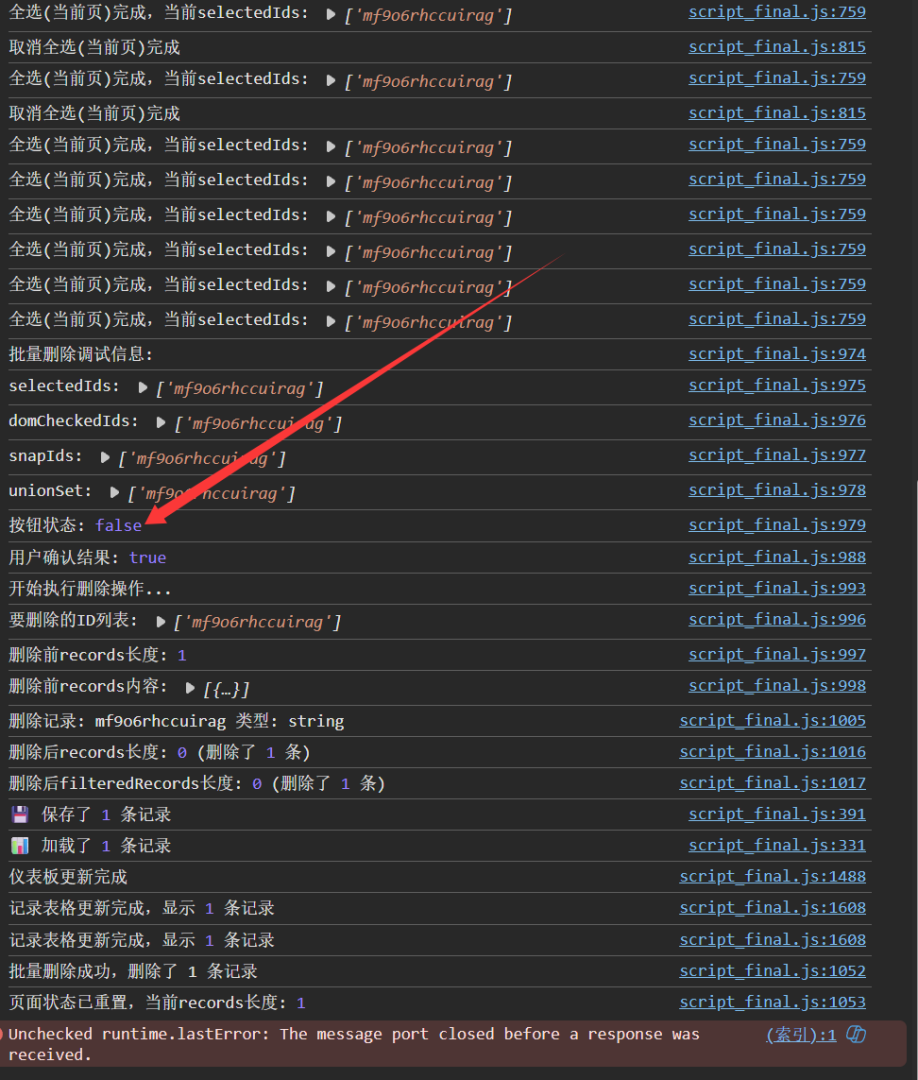 全选(当前页)完成，当前selectedIds: ▶ ['mf9o6rhccuirag'] script_final.js:759
取消全选(当前页)完成 script_final.js:815
全选(当前页)完成，当前selectedIds: ▶ ['mf9o6rhccuirag'] script_final.js:759
取消全选(当前页)完成 script_final.js:815
全选(当前页)完成，当前selectedIds: ▶ ['mf9o6rhccuirag'] script_final.js:759
全选(当前页)完成，当前selectedIds: ▶ ['mf9o6rhccuirag'] script_final.js:759
全选(当前页)完成，当前selectedIds: ▶ ['mf9o6rhccuirag'] script_final.js:759
全选(当前页)完成，当前selectedIds: ▶ ['mf9o6rhccuirag'] script_final.js:759
全选(当前页)完成，当前selectedIds: ▶ ['mf9o6rhccuirag'] script_final.js:759
全选(当前页)完成，当前selectedIds: ▶ ['mf9o6rhccuirag'] script_final.js:759
批量删除调试信息: script_final.js:974
selectedIds: ▶ ['mf9o6rhccuirag'] script_final.js:975
domCheckedIds: ▶ ['mf9o6rhccuirag'] script_final.js:976
snapIds: ▶ ['mf9o6rhccuirag'] script_final.js:977
unionSet: ▶ ['mf9o6rhccuirag'] script_final.js:978
按钮状态: false script_final.js:979
用户确认结果: true script_final.js:988
开始执行删除操作... script_final.js:993
要删除的ID列表: ▶ ['mf9o6rhccuirag'] script_final.js:996
删除前records长度: 1 script_final.js:997
删除前records内容: ▶ [{…}] script_final.js:998
删除记录: mf9o6rhccuirag 类型: string script_final.js:1005
删除后records长度: 0 (删除了 1 条) script_final.js:1016
删除后filteredRecords长度: 0 (删除了 1 条) script_final.js:1017
💾 保存了 1 条记录 script_final.js:391
📊 加载了 1 条记录 script_final.js:331
仪表板更新完成 script_final.js:1488
记录表格更新完成，显示 1 条记录 script_final.js:1608
记录表格更新完成，显示 1 条记录 script_final.js:1608
批量删除成功，删除了 1 条记录 script_final.js:1052
页面状态已重置，当前records长度: 1 script_final.js:1053
Unchecked runtime.lastError: The message port closed before a response was (索引):1
received.